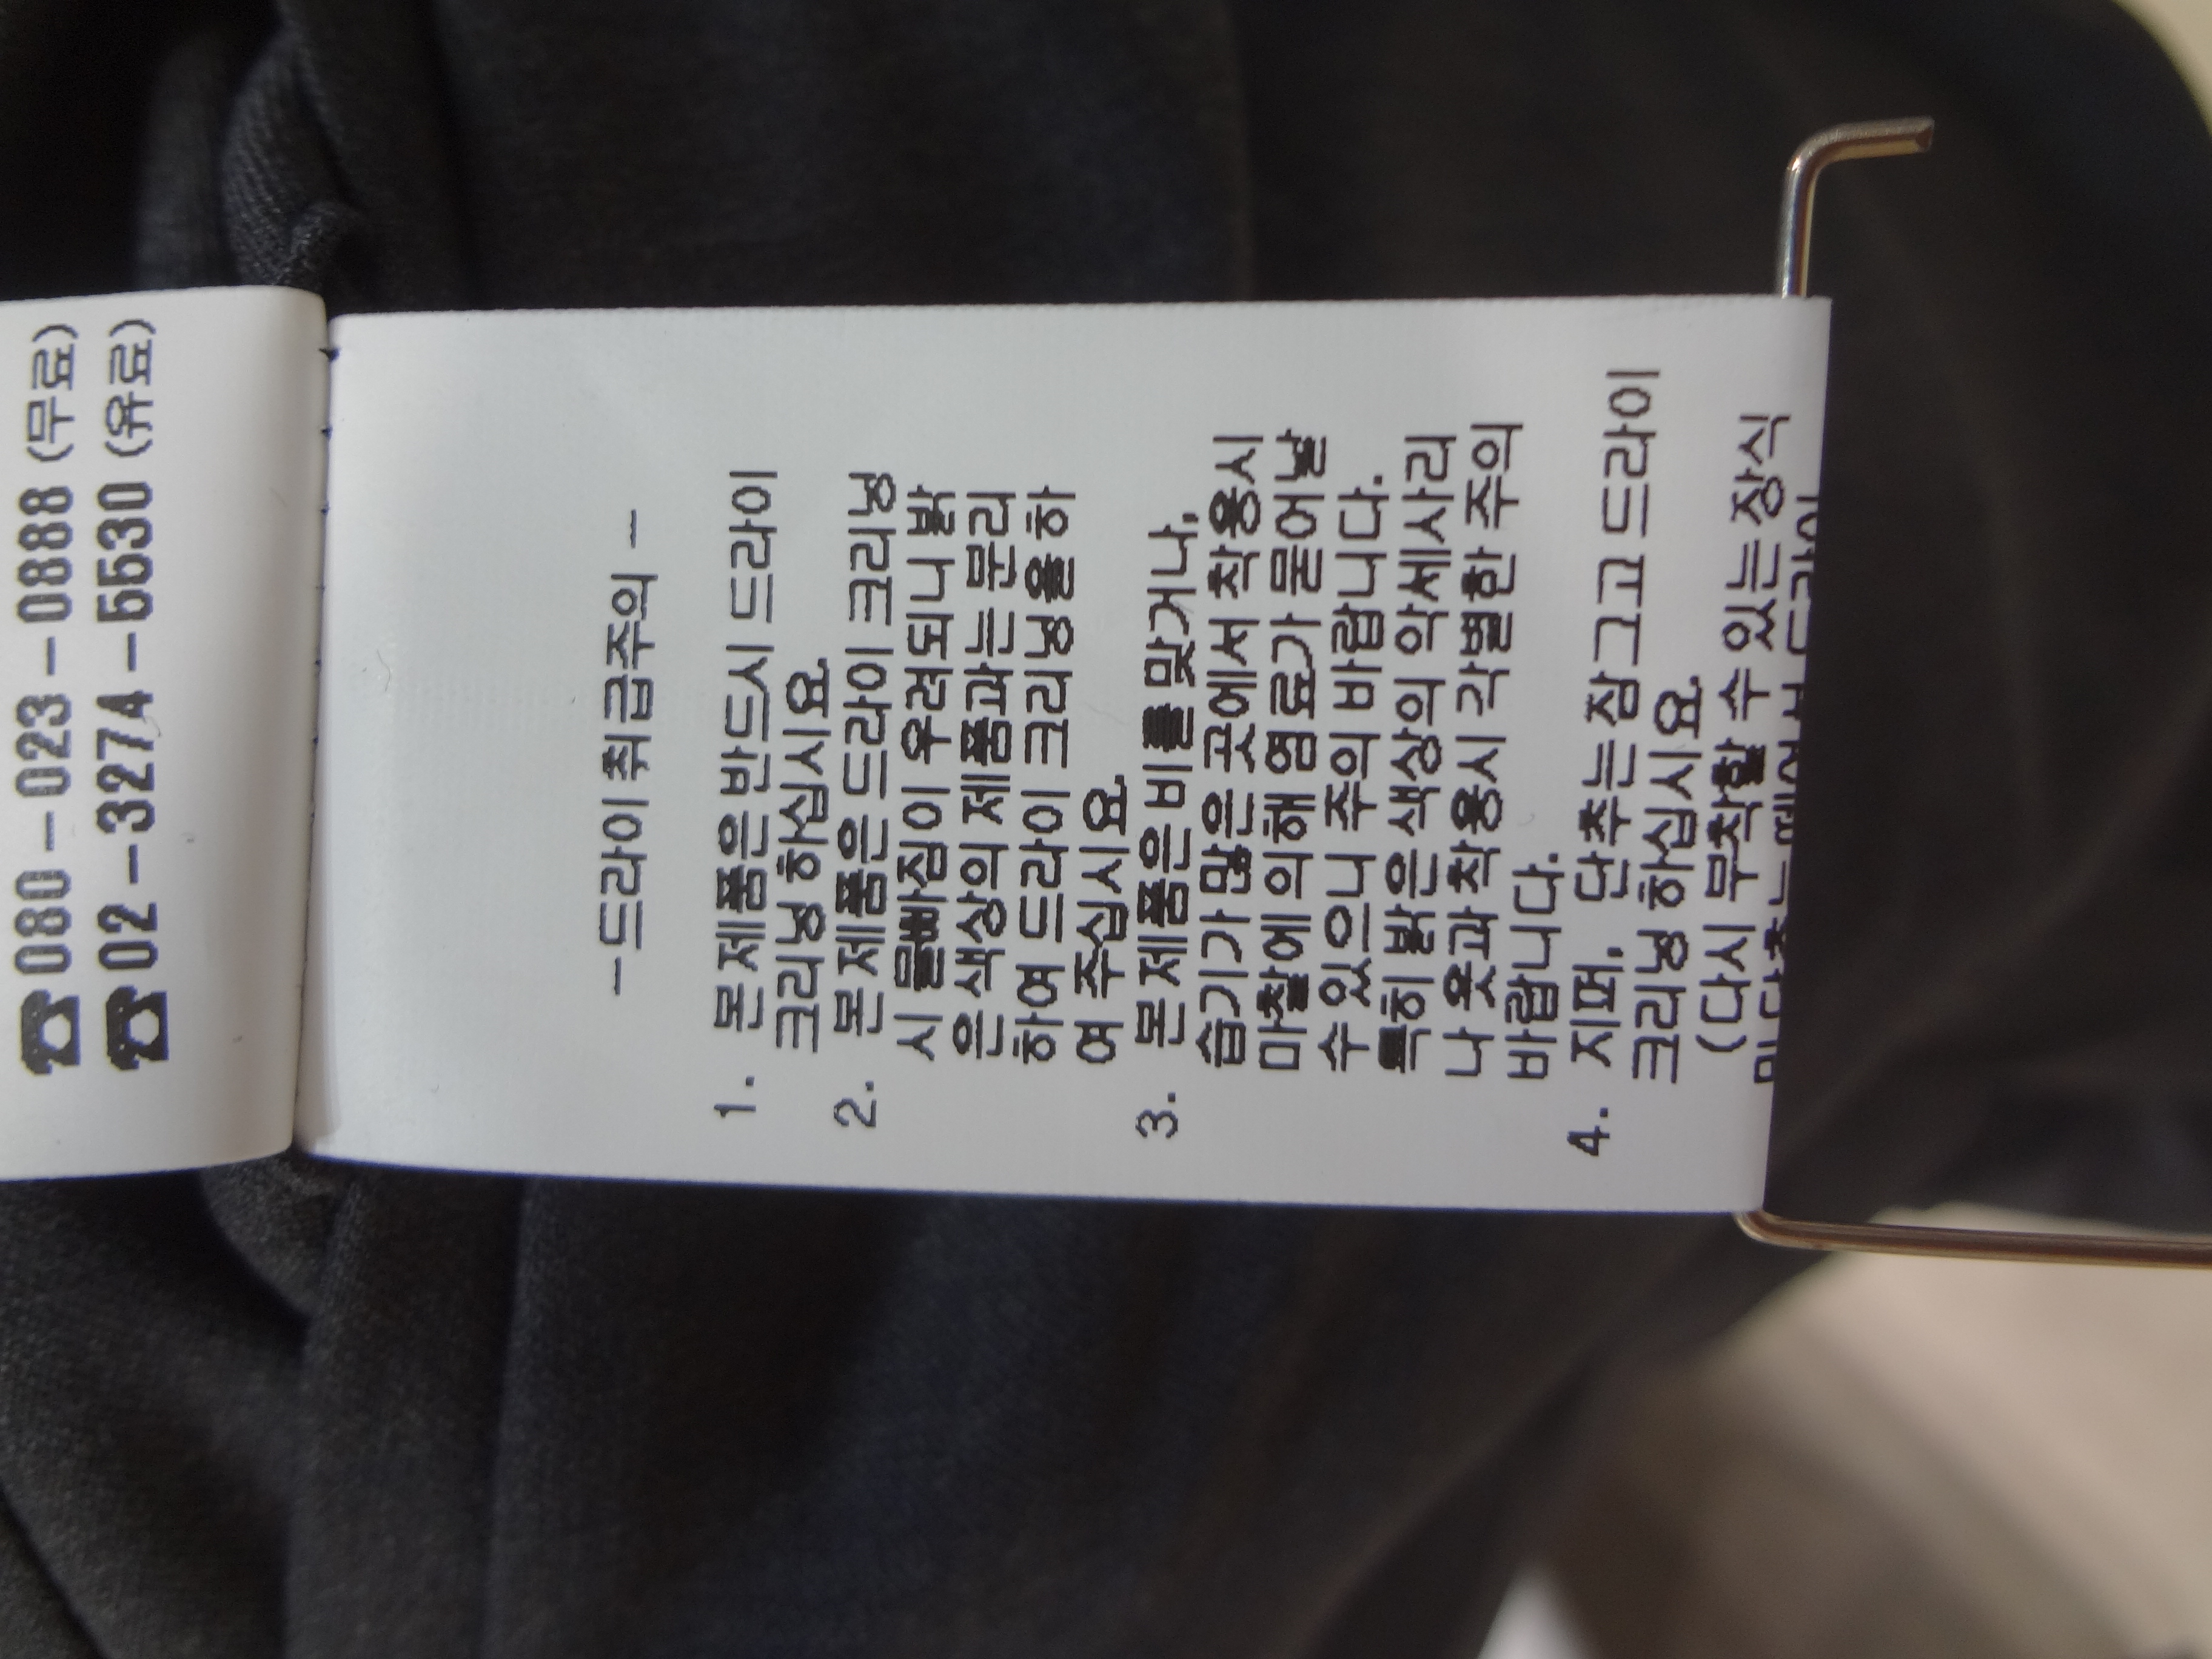 ☎080-023-0888 (무료)
☎02-3274-5530 (유료)
-드라이 취급주의 -
1. 본제품은 반드시 드라이
크리닝 하십시요.
2. 본제품은 드라이 크리닝
시 물빠짐이 우려되니 밝
은색상의 제품과는 분리
하여 드라이 크리닝을 하
여 주십시요.
3. 본제품은 비를 맞거나,
습기가 많은 곳에서 착용시
마찰에 의해 염료가 묻어날
수 있으니 주의 바랍니다.
특히 밝은 색상의 악세사리
나 옷과 착용시 각별한 주의
바랍니다.
4. 지퍼, 단추는 잠그고 드라이
크리닝 하십시요.
(다시 부착할 수 있는 장식